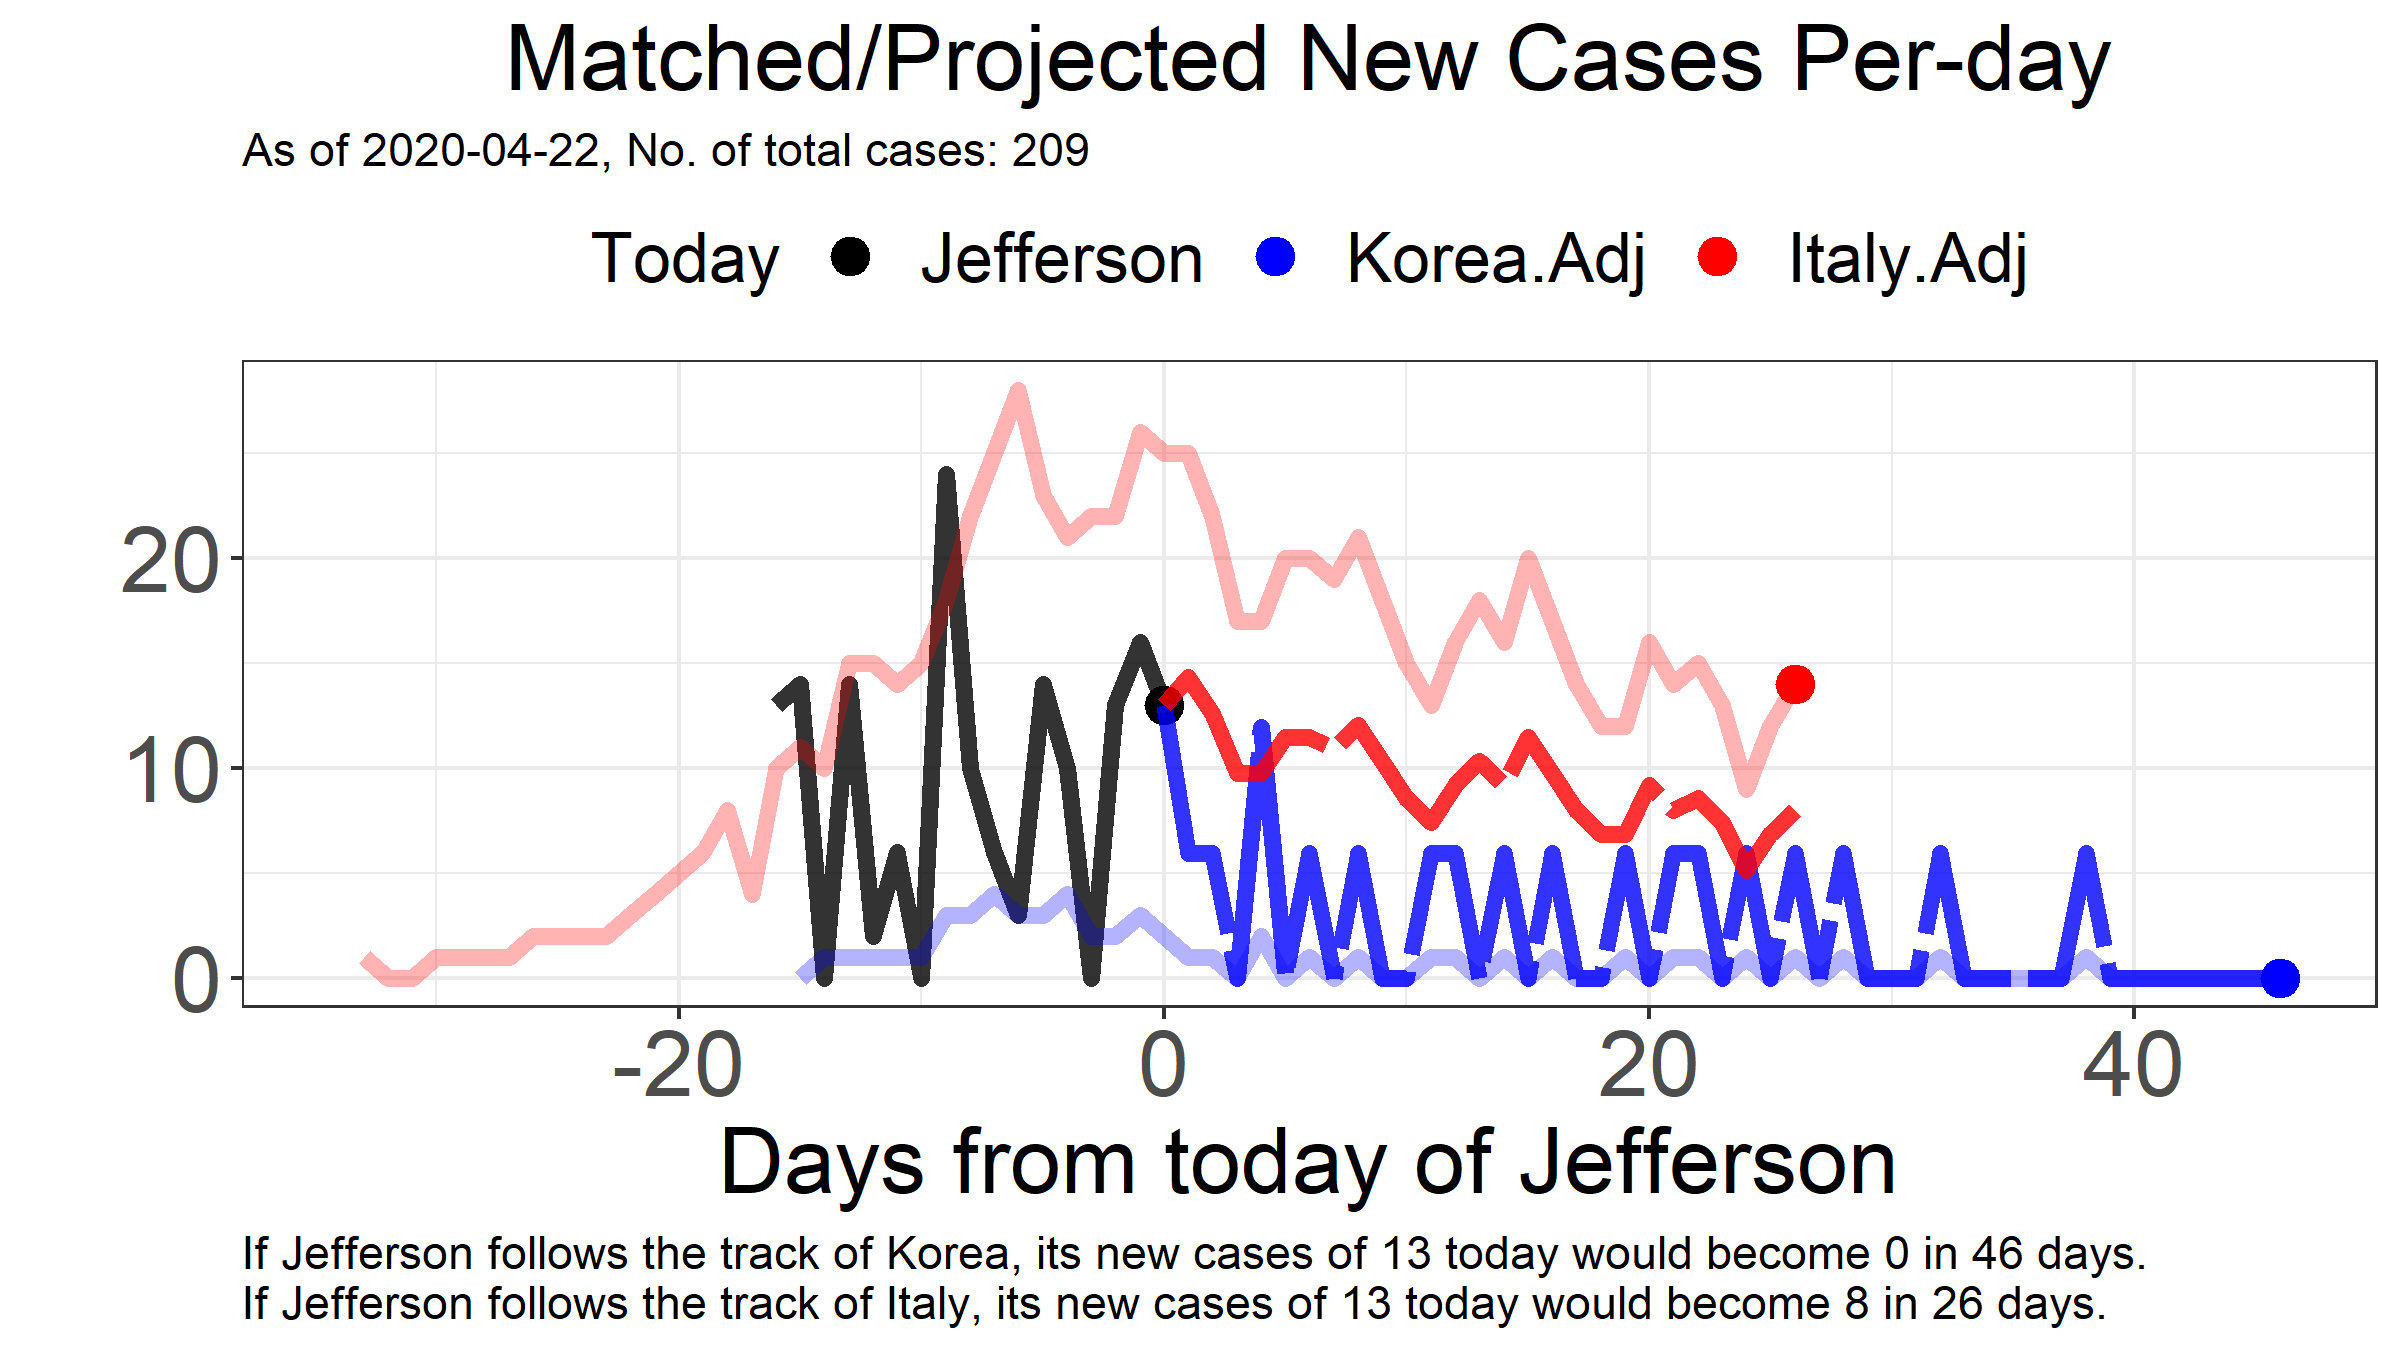 Matched/Projected New Cases Per-day
As of 2020-04-22, No. of total cases: 209
Today Jefferson Korea.Adj Italy.Adj
20
10
0
-20 0 20 40
Days from today of Jefferson
If Jefferson follows the track of Korea, its new cases of 13 today would become 0 in 46 days.
If Jefferson follows the track of Italy, its new cases of 13 today would become 8 in 26 days.